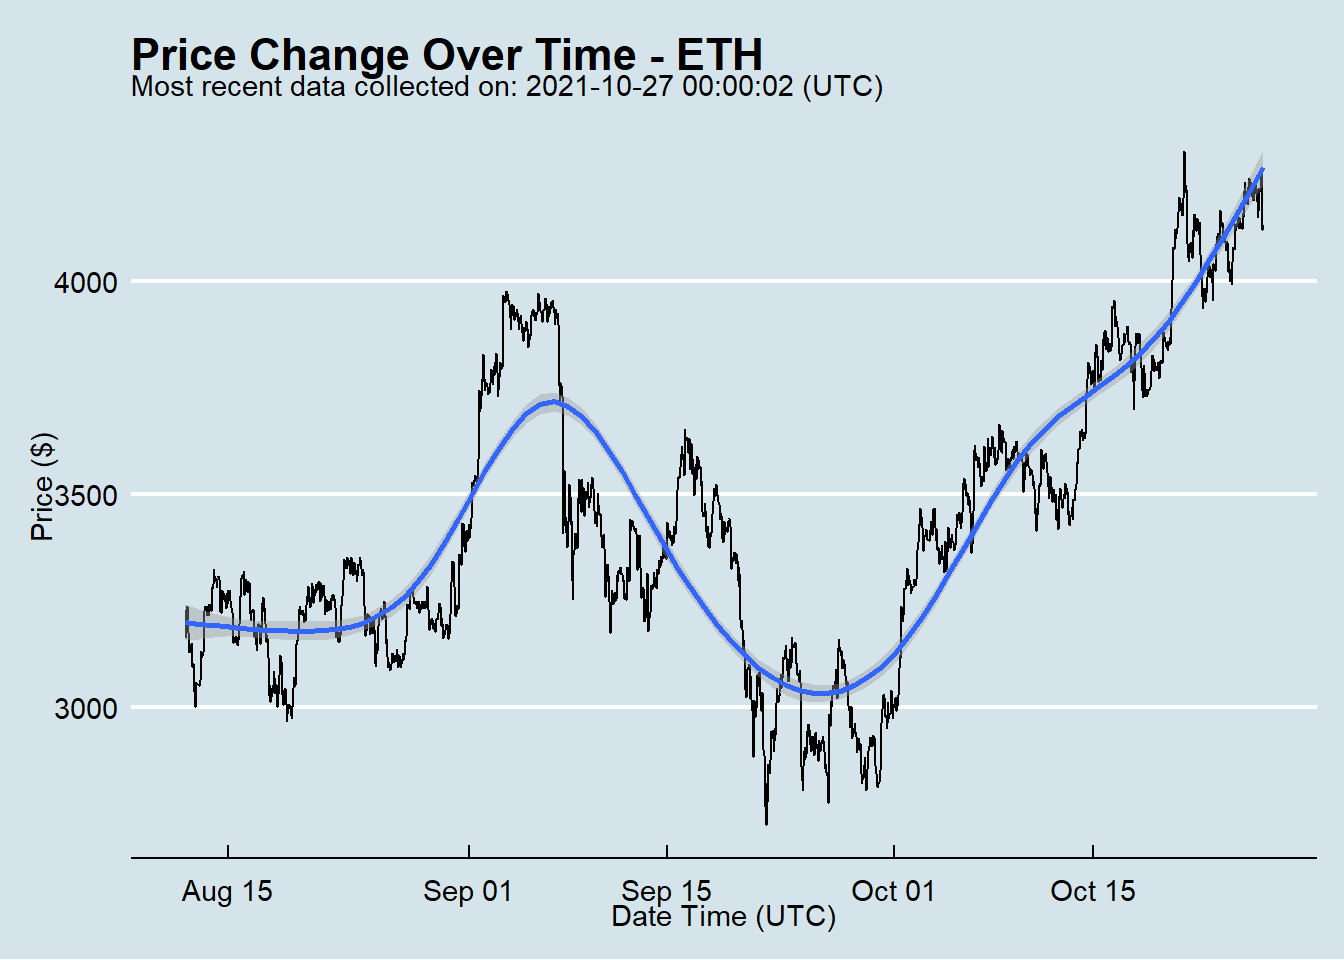 Price Change Over Time - ETH
Most recent data collected on: 2021-10-27 00:00:02 (UTC)
Price ($)
4000
3500
3000
Aug 15
Sep 01
Sep 15
Oct 01
Oct 15
Date Time (UTC)